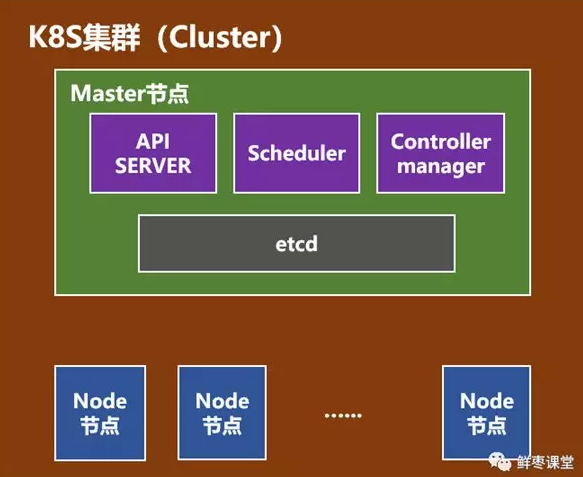 K8S集群（Cluster）
Master节点
API
SERVER
Scheduler
Controller
manager
etcd
Node
节点
Node
节点
......
Node
节点
鲜枣课堂